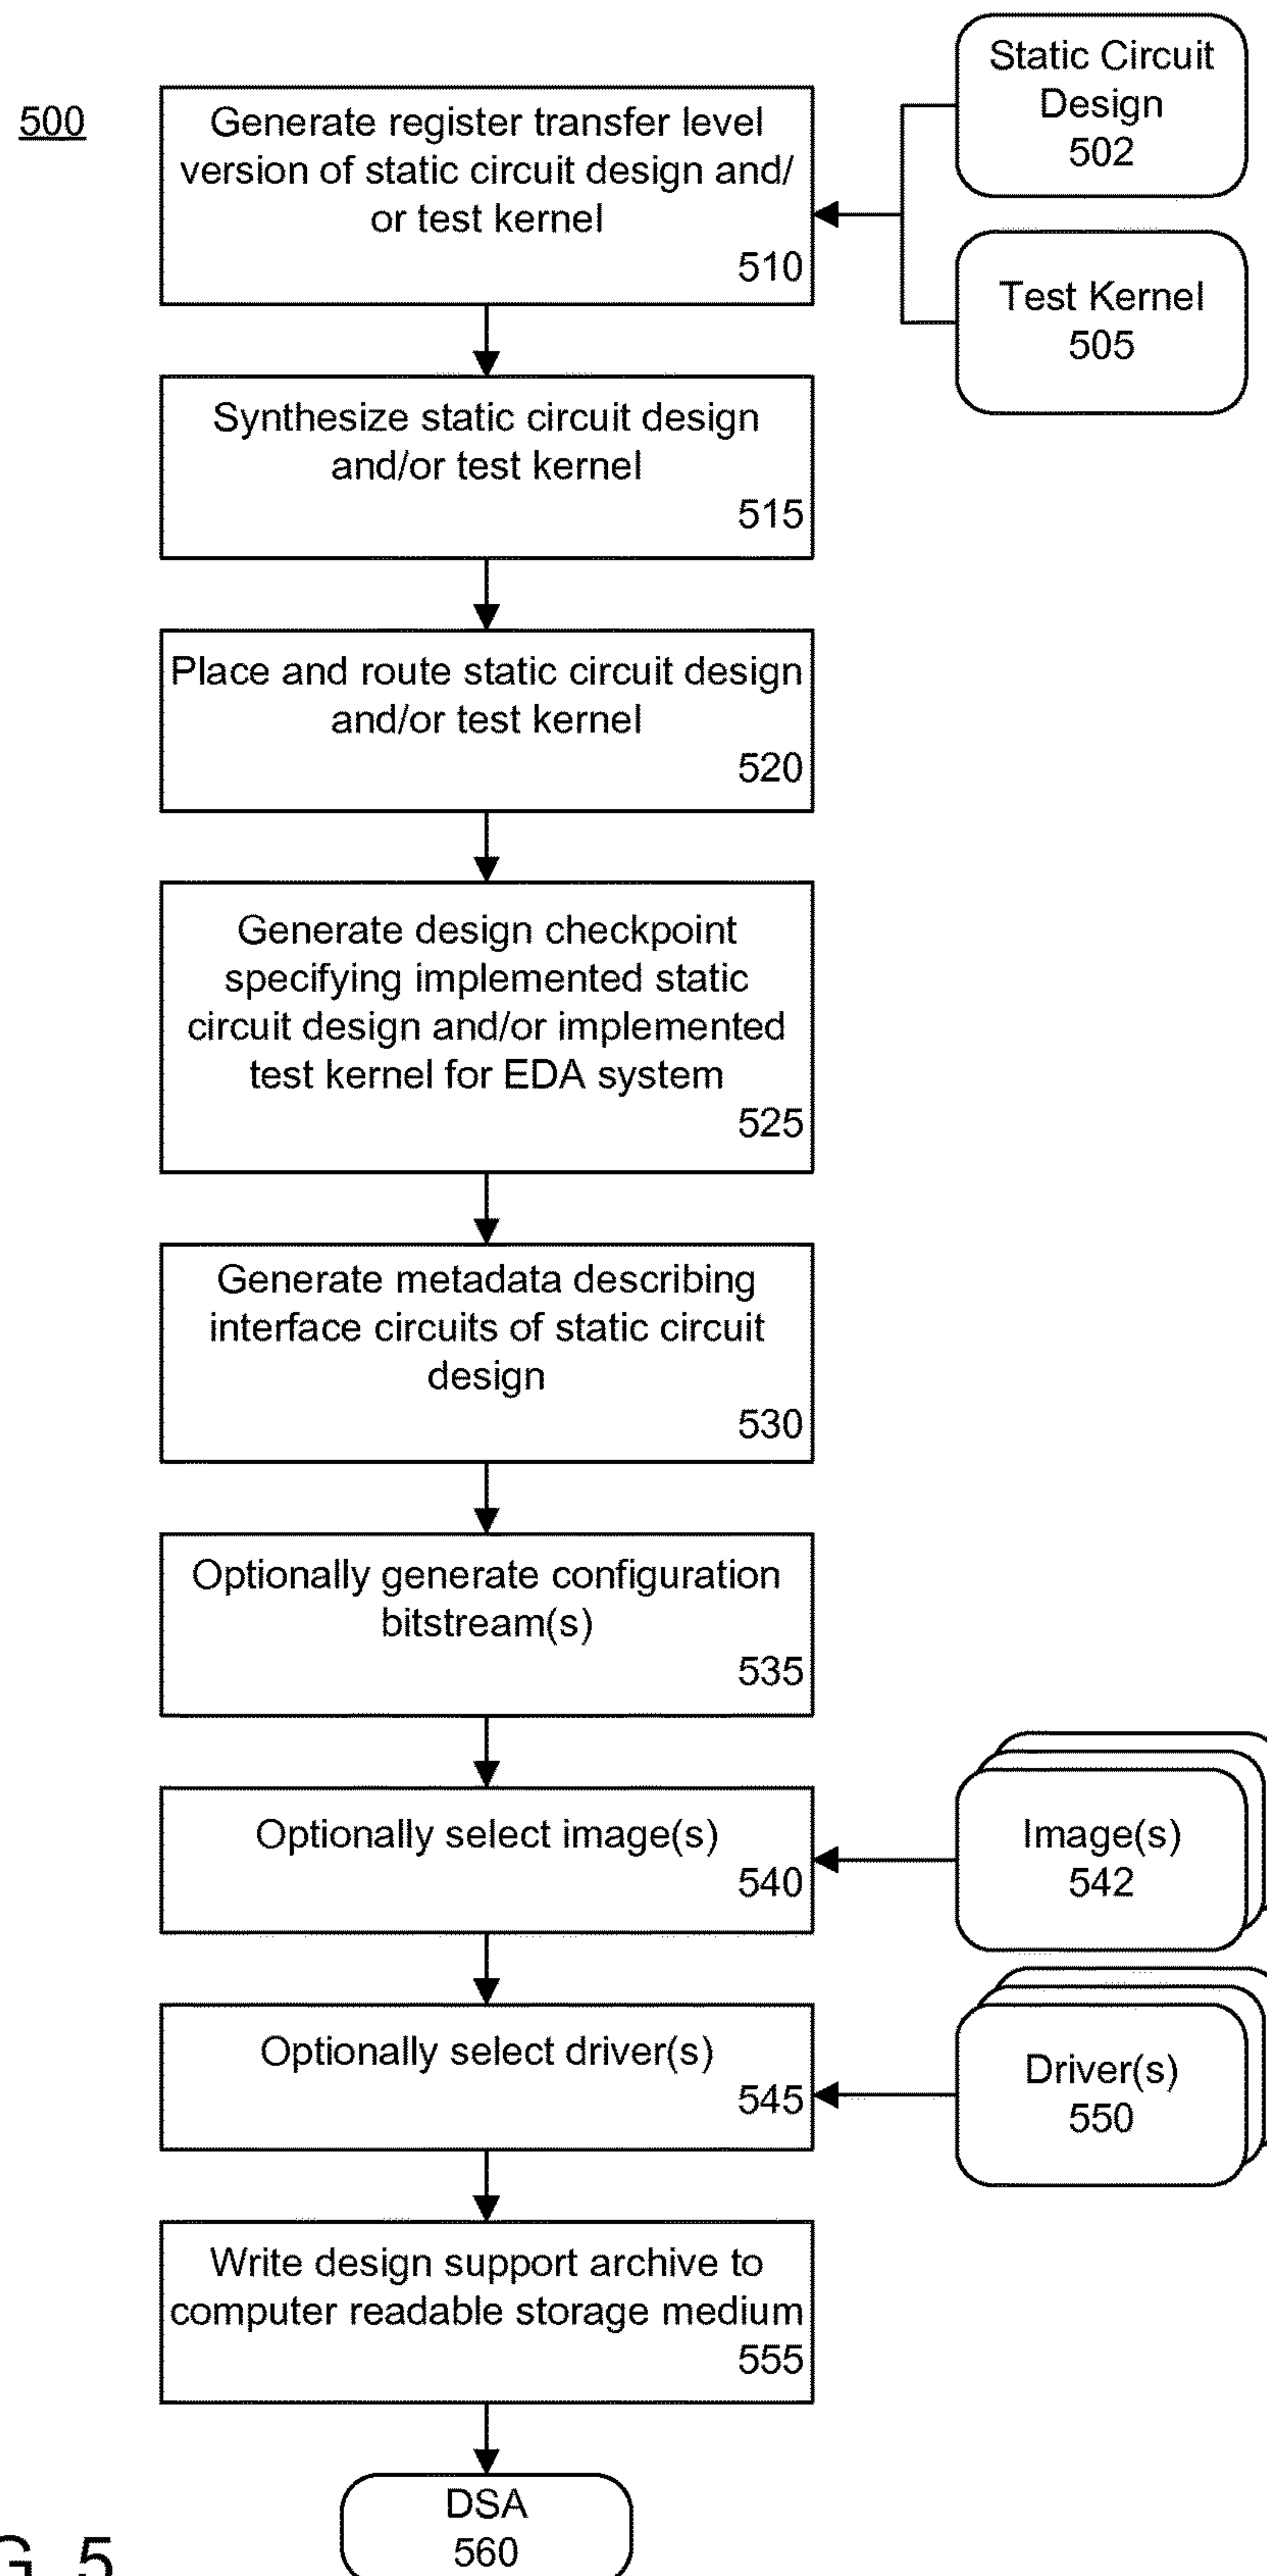 500
Generate register transfer level
version of static circuit design and/
or test kernel
510
Static Circuit
Design
502
Test Kernel
505
Synthesize static circuit design
and/or test kernel
515
Place and route static circuit design
and/or test kernel
520
Generate design checkpoint
specifying implemented static
circuit design and/or implemented
test kernel for EDA system
525
Generate metadata describing
interface circuits of static circuit
design
530
Optionally generate configuration
bitstream(s)
535
Optionally select image(s)
540
Image(s)
542
Optionally select driver(s)
545
Driver(s)
550
Write design support archive to
computer readable storage medium
555
DSA
560
G. 5